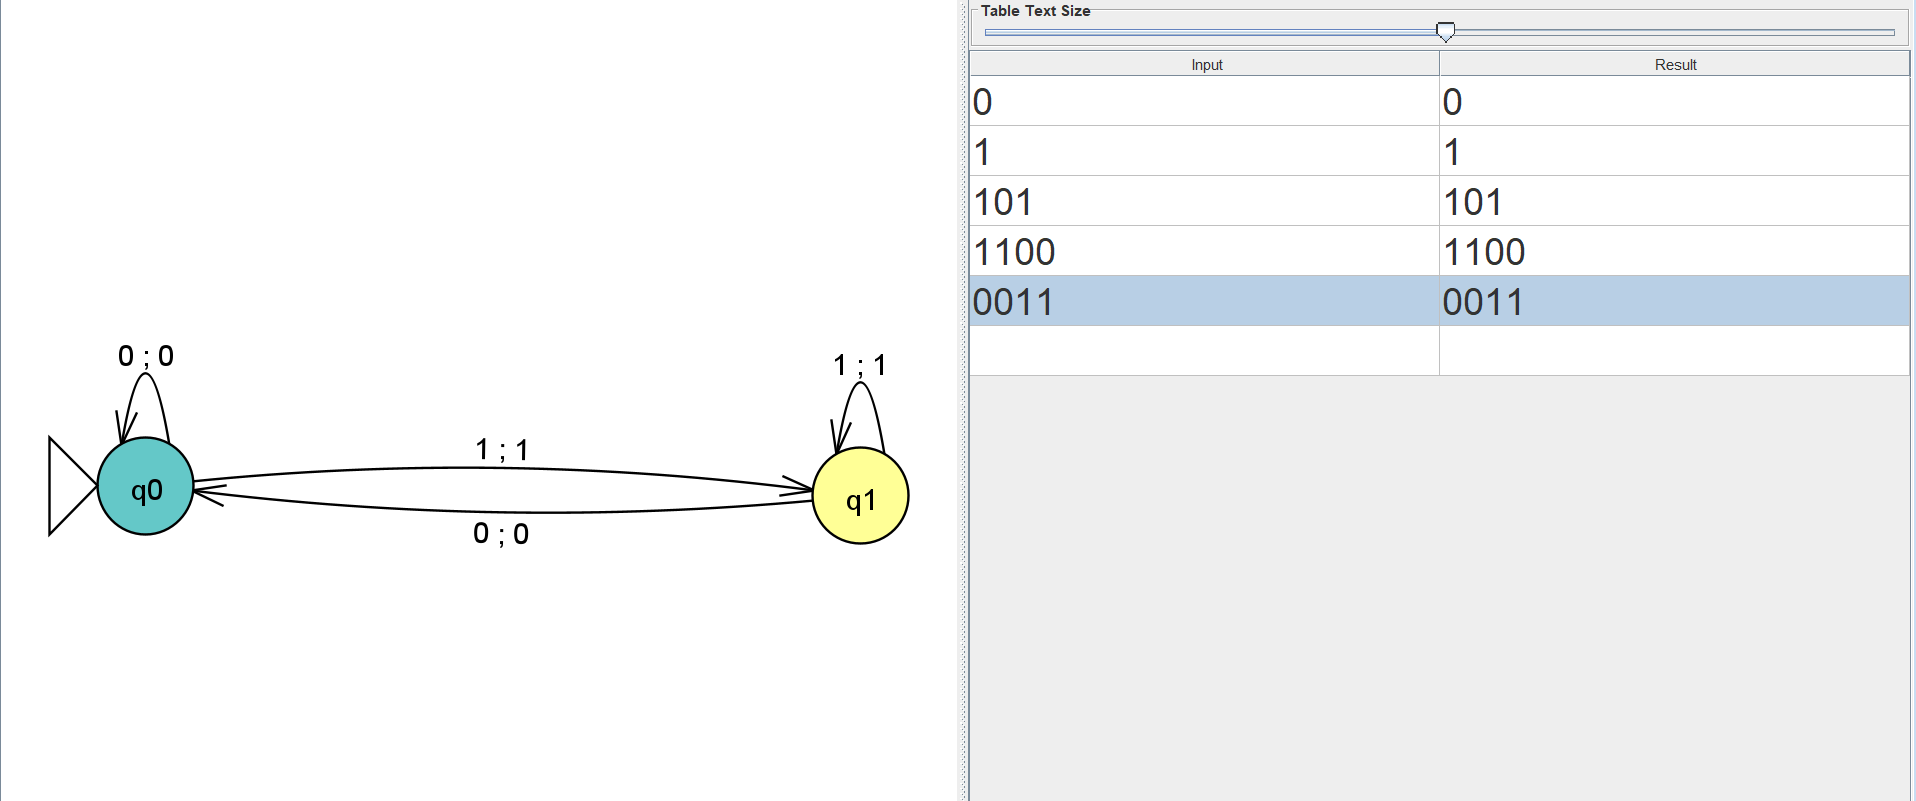 Table Text Size
Input Result
0 0
1 1
101 101
1100 1100
0011 0011
0 ; 0
1 ; 1
1 ; 1
q0
q1
0 ; 0